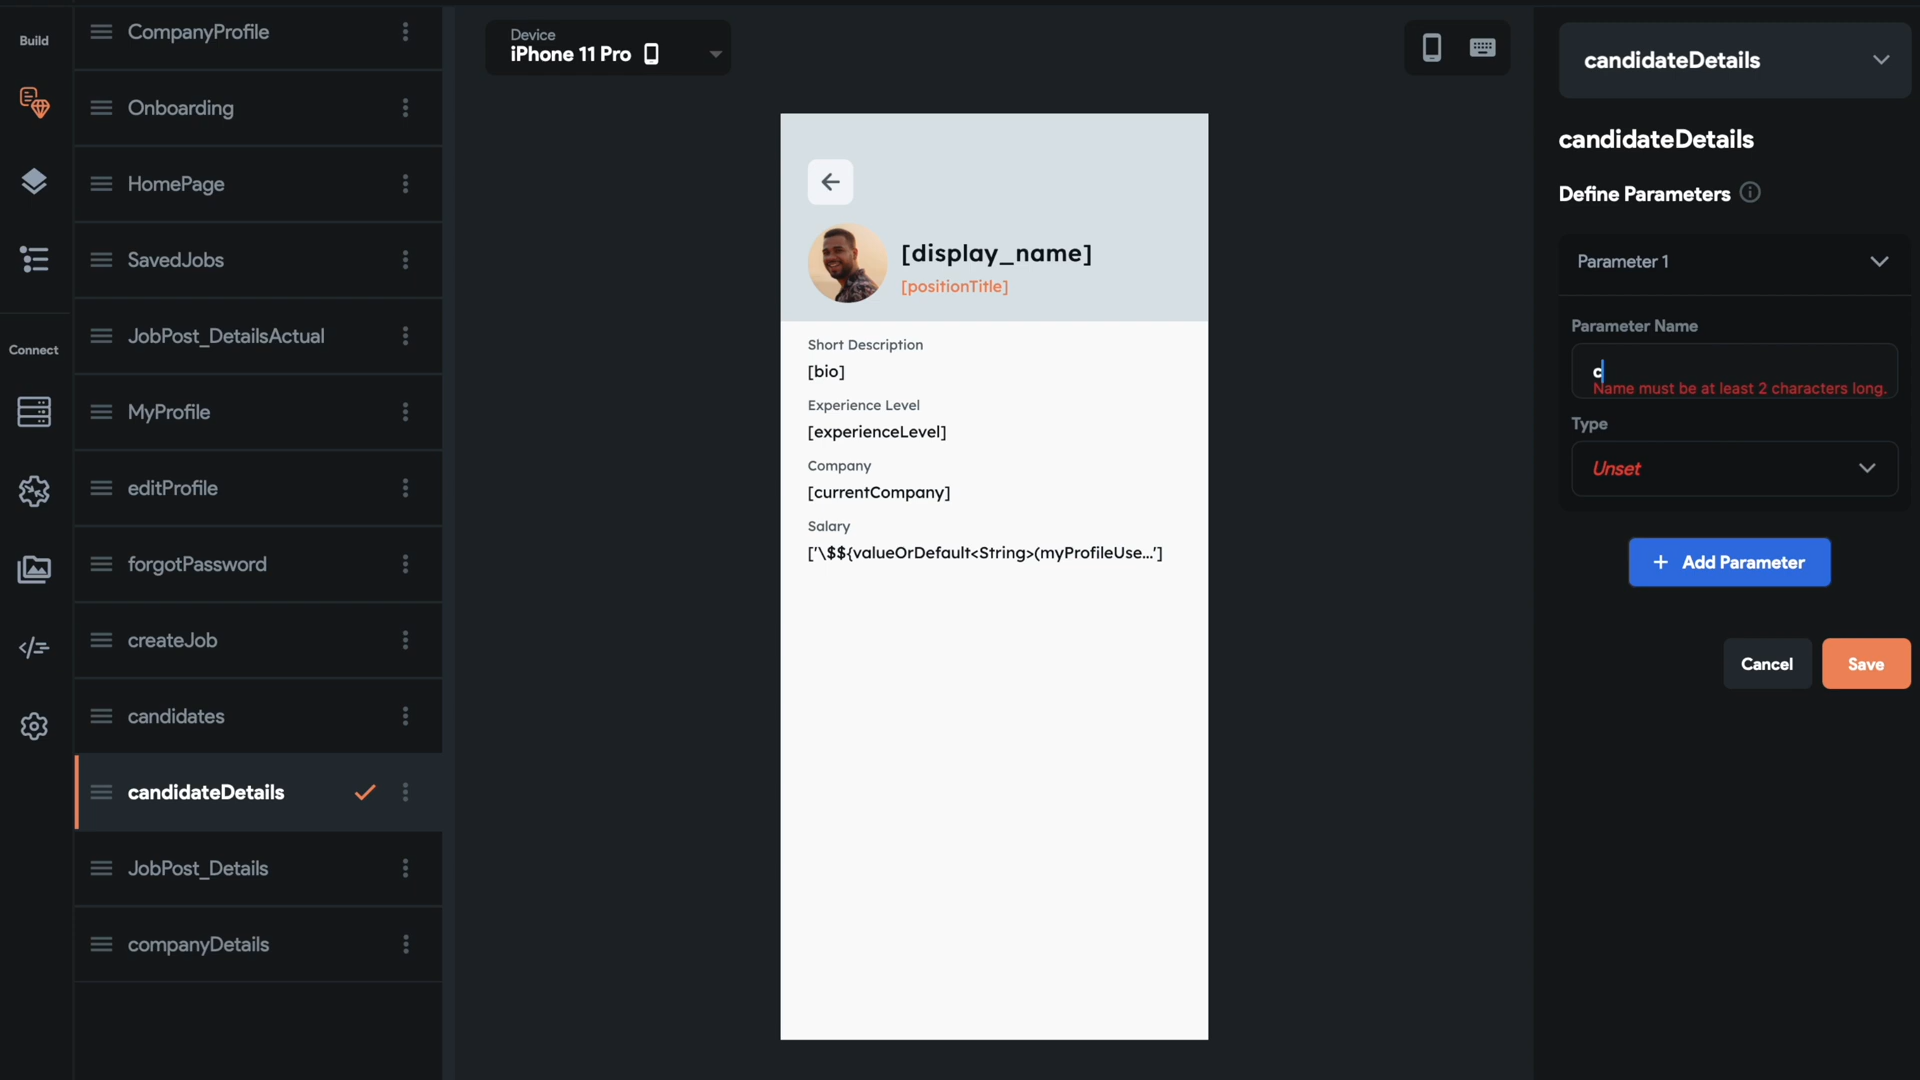 Build
Connect
CompanyProfile
Onboarding
HomePage
SavedJobs
JobPost_DetailsActual
MyProfile
editProfile
forgotPassword
createJob
candidates
candidateDetails
JobPost_Details
companyDetails
Device
iPhone 11 Pro
[display_name]
[positionTitle]
Short Description
[bio]
Experience Level
[experienceLevel]
Company
[currentCompany]
Salary
['\$${valueOrDefault<String>(myProfileUse...']
candidateDetails
candidateDetails
Define Parameters
Parameter 1
Parameter Name
c
Name must be at least 2 characters long.
Type
Unset
+ Add Parameter
Cancel
Save